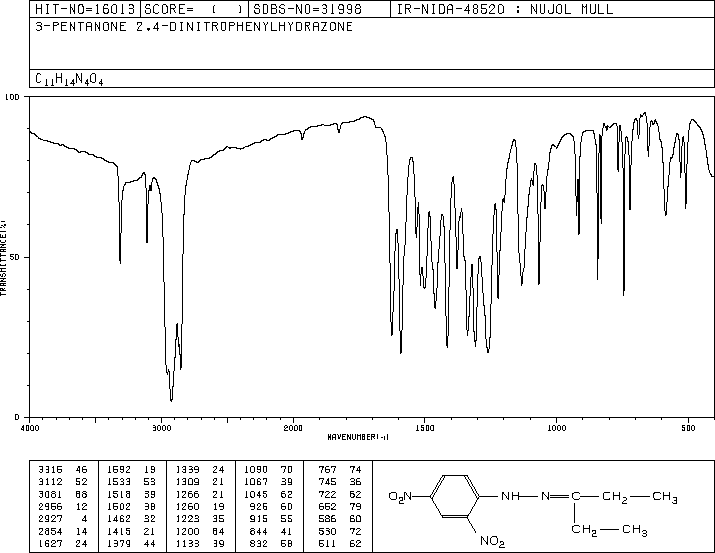 HIT-NO=16013 SCORE= ( ) SDBS-NO=31998 IR-NIDA-48520 : NUJOL MULL
3-PENTANONE 2,4-DINITROPHENYLHYDRAZONE
C11H14N4O4
100
50
0
TRANSMITTANCE(%)
4000 3000 2000 1500 1000 500
WAVENUMBER(-1)
3315 46 1592 19 1339 24 1090 70 767 74
3112 52 1533 53 1309 21 1067 39 745 36
3081 68 1518 39 1266 21 1045 62 722 62
2966 12 1502 38 1260 19 926 60 652 79
2927 4 1462 32 1223 35 915 55 586 60
2854 14 1415 21 1200 64 844 41 530 72
1627 24 1379 44 1133 39 832 58 511 62
O2N NH N CH2 CH3
NO2 CH2 CH3